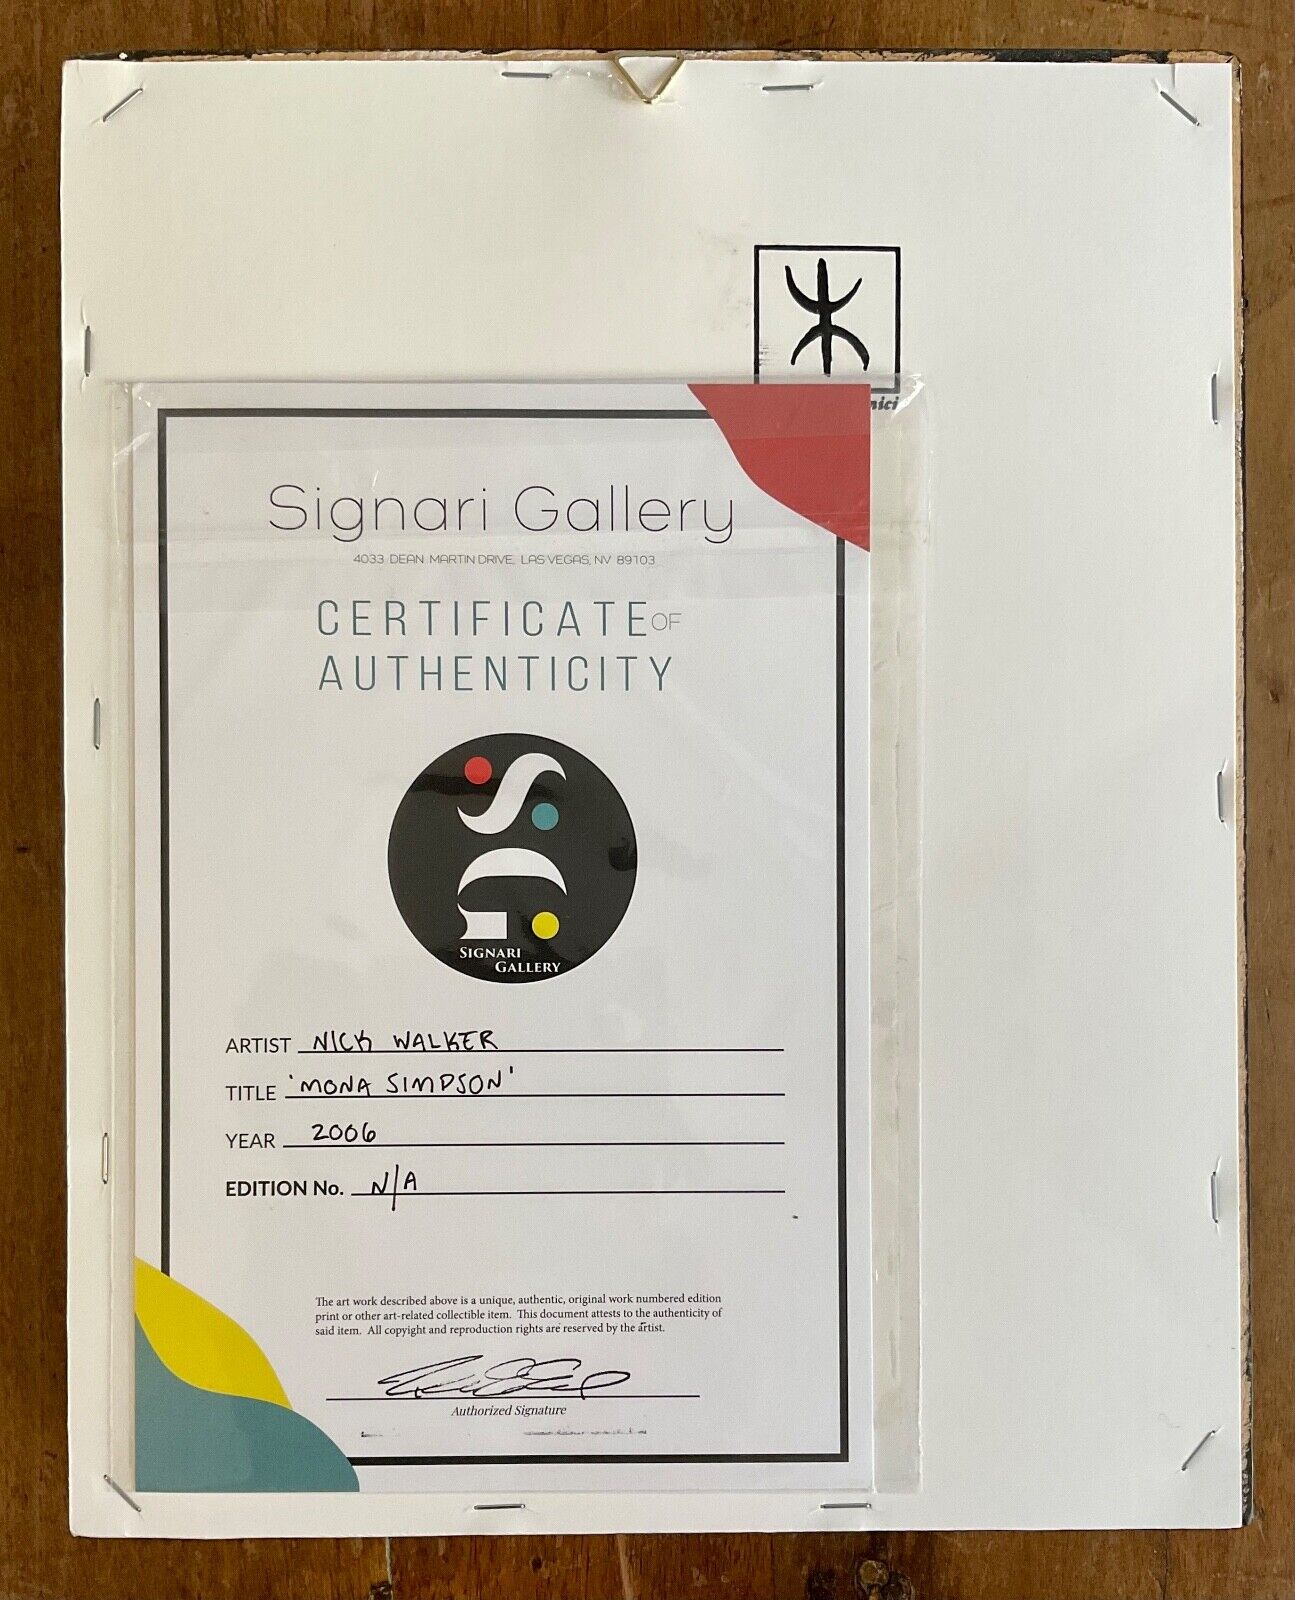 Signari Gallery
4033 DEAN MARTIN DRIVE, LAS VEGAS, NV 89103
CERTIFICATE OF
AUTHENTICITY
SIGNARI
GALLERY
ARTIST NICK WALKER
TITLE 'MONA SIMPSON'
YEAR 2006
EDITION No. N/A
The art work described above is a unique, authentic, original work numbered edition
print or other art-related collectible item. This document attests to the authenticity of
said item. All copyight and reproduction rights are reserved by the artist.
Authorized Signature